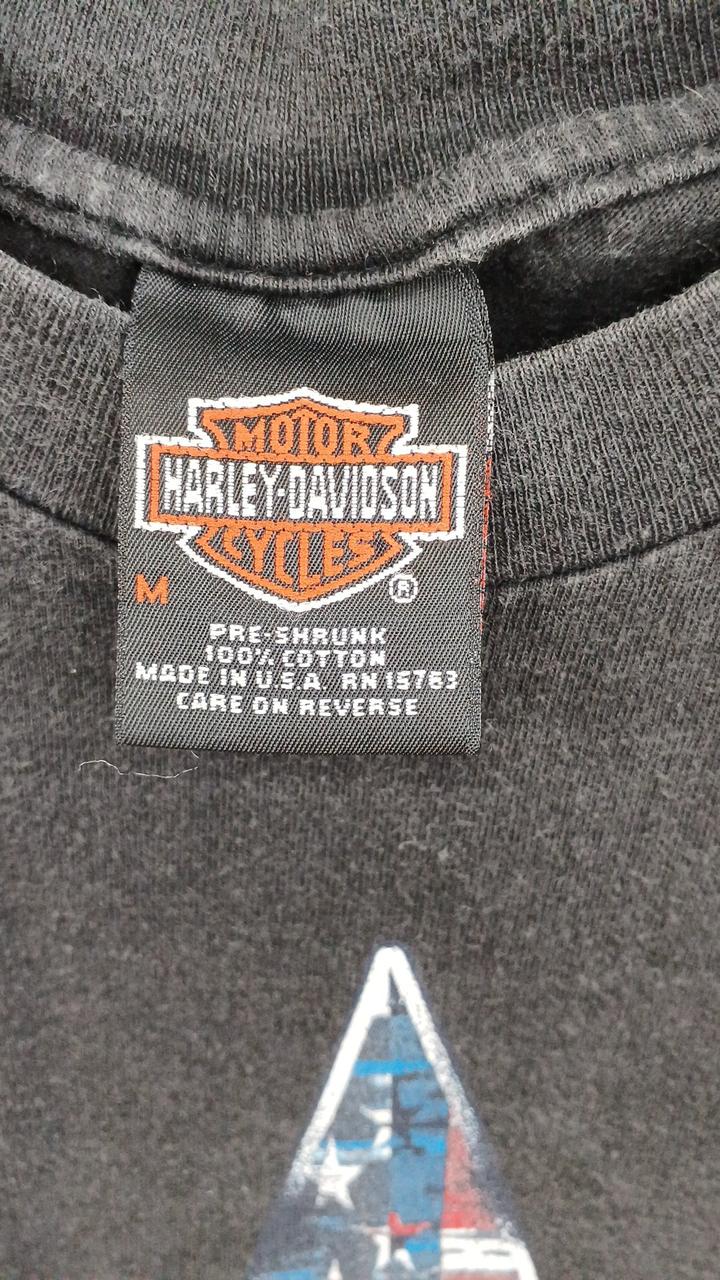 MOTOR
HARLEY-DAVIDSON
CYCLES
M
®
PRE-SHRUNK
100% COTTON
MADE IN U.S.A. RN 15763
CARE ON REVERSE